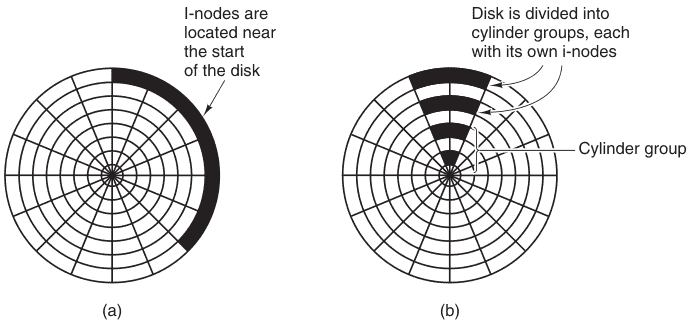 I-nodes are
located near
the start
of the disk
Disk is divided into
cylinder groups, each
with its own i-nodes
Cylinder group
(a)
(b)